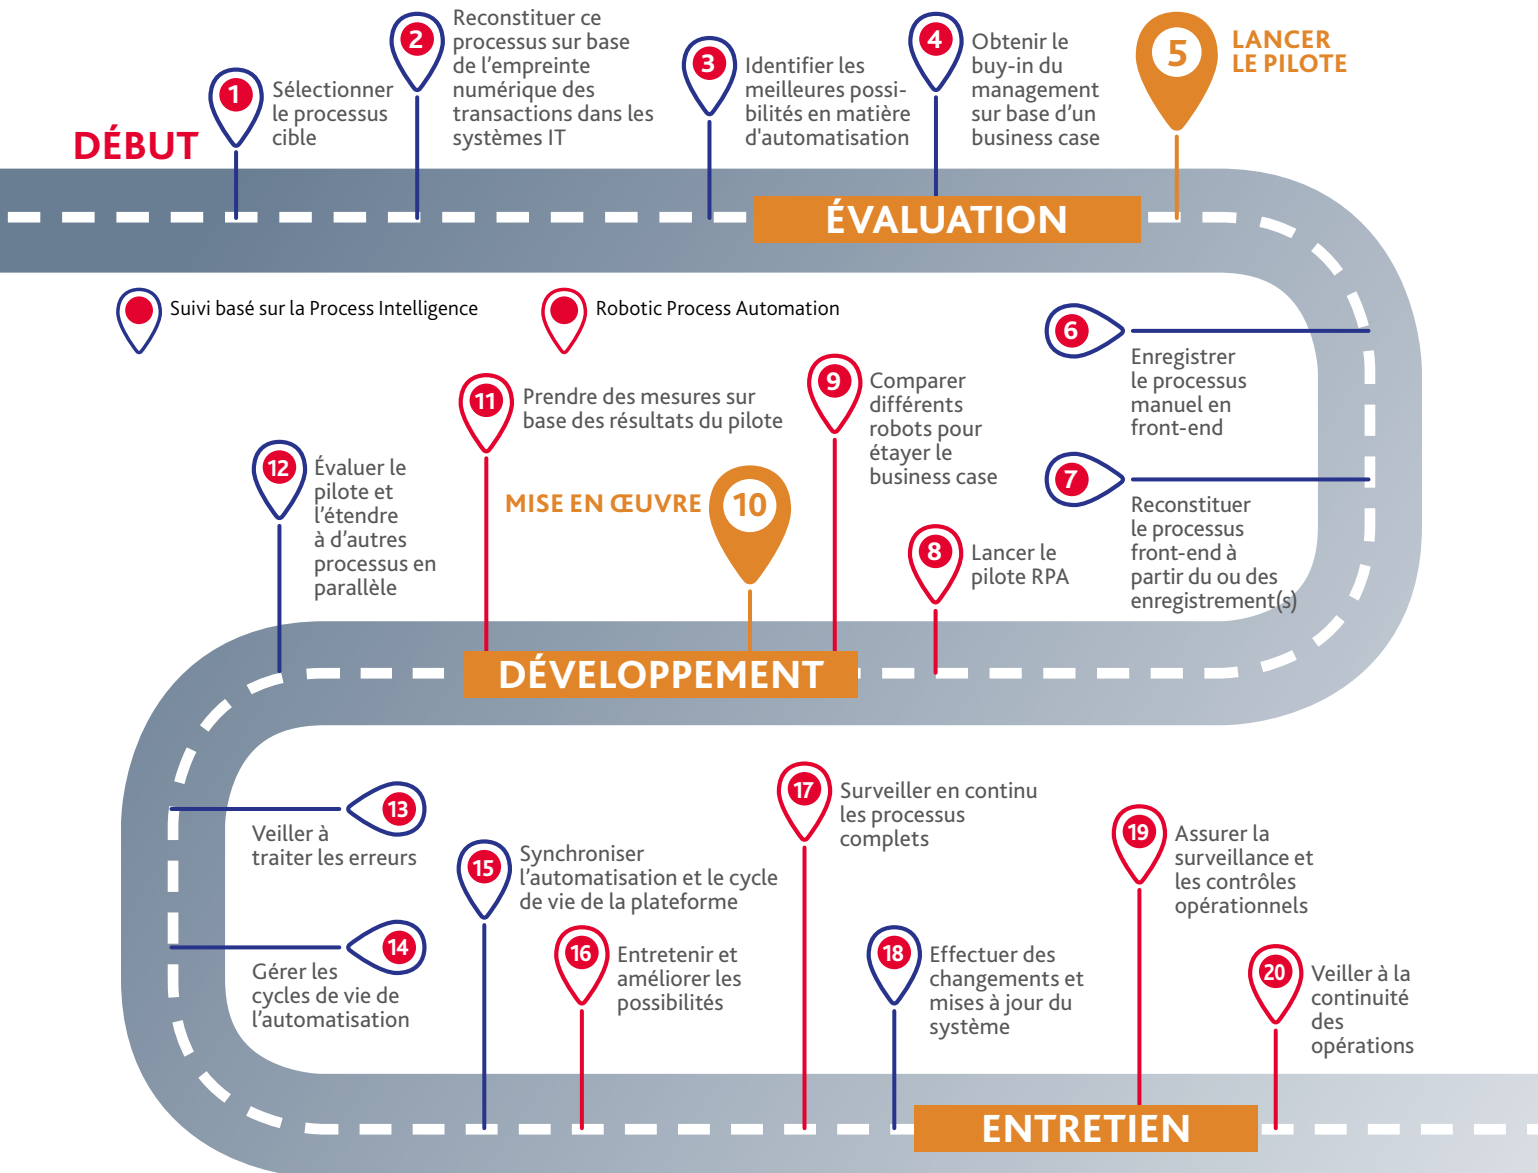 DÉBUT
1
Sélectionner
le processus
cible
2
Reconstituer ce
processus sur base
de l’empreinte
numérique des
transactions dans les
systèmes IT
3
Identifier les
meilleures possi-
bilités en matière
d'automatisation
4
Obtenir le
buy-in du
management
sur base d’un
business case
5
LANCER
LE PILOTE
ÉVALUATION
Suivi basé sur la Process Intelligence
Robotic Process Automation
6
Enregistrer
le processus
manuel en
front-end
7
Reconstituer
le processus
front-end à
partir du ou des
enregistrement(s)
8
Lancer le
pilote RPA
9
Comparer
différents
robots pour
étayer le
business case
MISE EN ŒUVRE
10
11
Prendre des mesures sur
base des résultats du pilote
12
Évaluer le
pilote et
l’étendre
à d’autres
processus en
parallèle
DÉVELOPPEMENT
13
Veiller à
traiter les erreurs
14
Gérer les
cycles de vie de
l’automatisation
15
Synchroniser
l’automatisation et le cycle
de vie de la plateforme
16
Entretenir et
améliorer les
possibilités
17
Surveiller en continu
les processus
complets
18
Effectuer des
changements et
mises à jour du
système
19
Assurer la
surveillance et
les contrôles
opérationnels
20
Veiller à la
continuité
des
opérations
ENTRETIEN